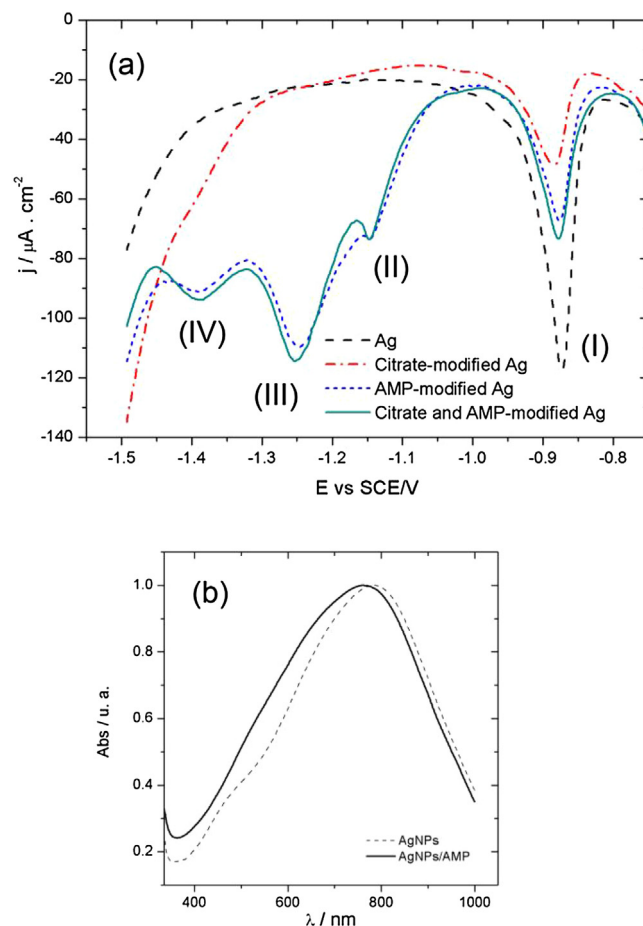 (a)
0
-20
-40
-60
-80
-100
-120
-140
j / μA . cm⁻²
(I)
(II)
(III)
(IV)
Ag
Citrate-modified Ag
AMP-modified Ag
Citrate and AMP-modified Ag
-1.5 -1.4 -1.3 -1.2 -1.1 -1.0 -0.9 -0.8
E vs SCE/V
(b)
1.0
0.8
0.6
0.4
0.2
Abs / u. a.
AgNPs
AgNPs/AMP
400 600 800 1000
λ / nm